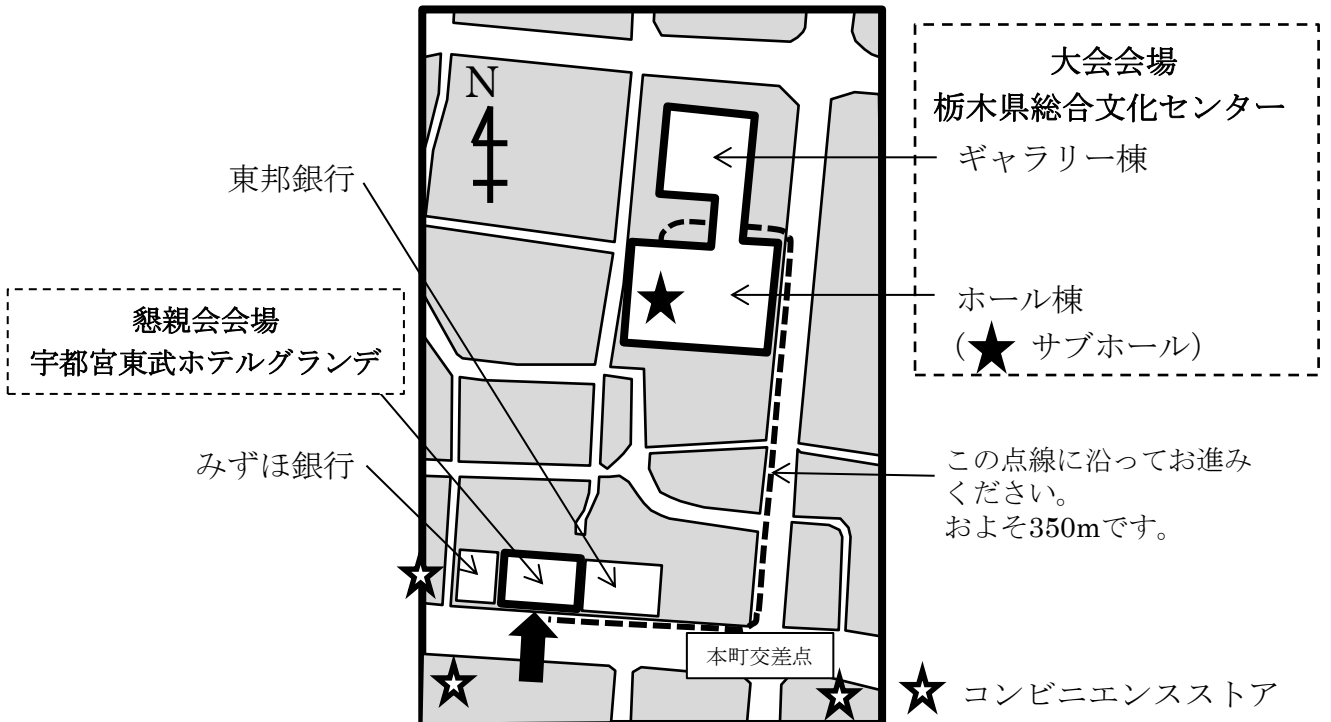 大会会場
栃木県総合文化センター
N
ギャラリー棟
東邦銀行
懇親会会場
宇都宮東武ホテルグランデ
ホール棟
（★ サブホール）
みずほ銀行
この点線に沿ってお進み
ください。
およそ350mです。
本町交差点
コンビニエンスストア